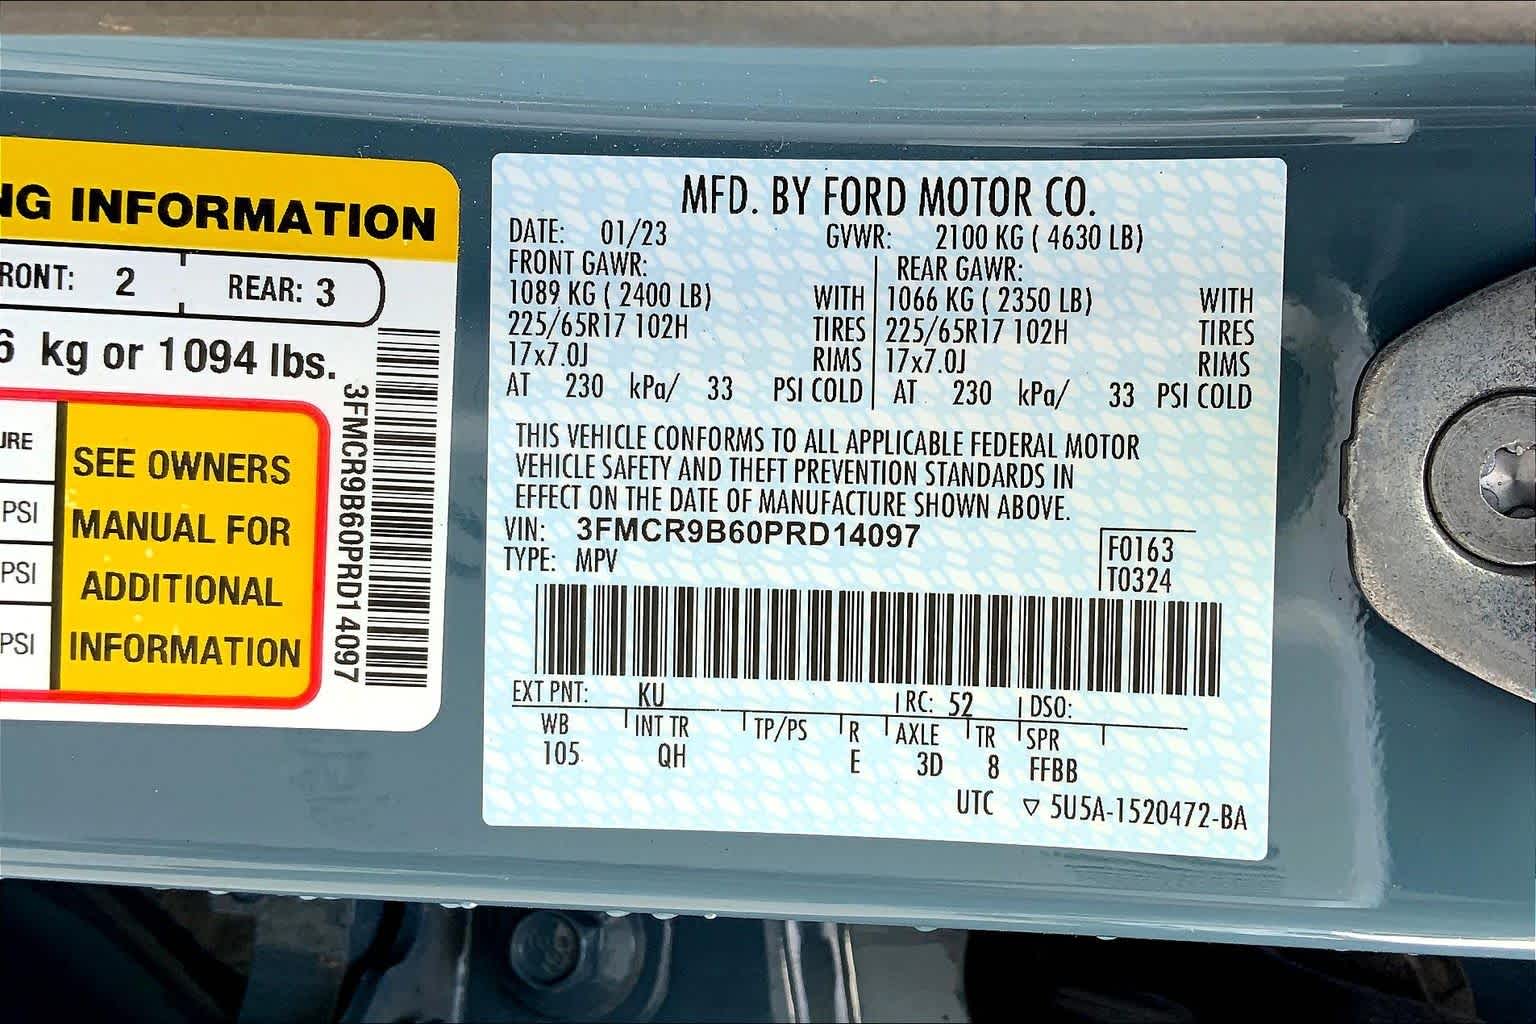 NG INFORMATION
RONT: 2 REAR: 3
6 kg or 1094 lbs.
URE
PSI
PSI
PSI
SEE OWNERS
MANUAL FOR
ADDITIONAL
INFORMATION
3FMCR9B60PRD14097
MFD. BY FORD MOTOR CO.
DATE: 01/23 GVWR: 2100 KG ( 4630 LB)
FRONT GAWR: REAR GAWR:
1089 KG ( 2400 LB) WITH 1066 KG ( 2350 LB) WITH
225/65R17 102H TIRES 225/65R17 102H TIRES
17x7.0J RIMS 17x7.0J RIMS
AT 230 kPa/ 33 PSI COLD AT 230 kPa/ 33 PSI COLD
THIS VEHICLE CONFORMS TO ALL APPLICABLE FEDERAL MOTOR
VEHICLE SAFETY AND THEFT PREVENTION STANDARDS IN
EFFECT ON THE DATE OF MANUFACTURE SHOWN ABOVE.
VIN: 3FMCR9B60PRD14097
TYPE: MPV
F0163
T0324
EXT PNT: KU RC: 52 DSO:
WB INT TR TP/PS R AXLE TR SPR
105 QH E 3D 8 FFBB
UTC ▽ 5U5A-1520472-BA